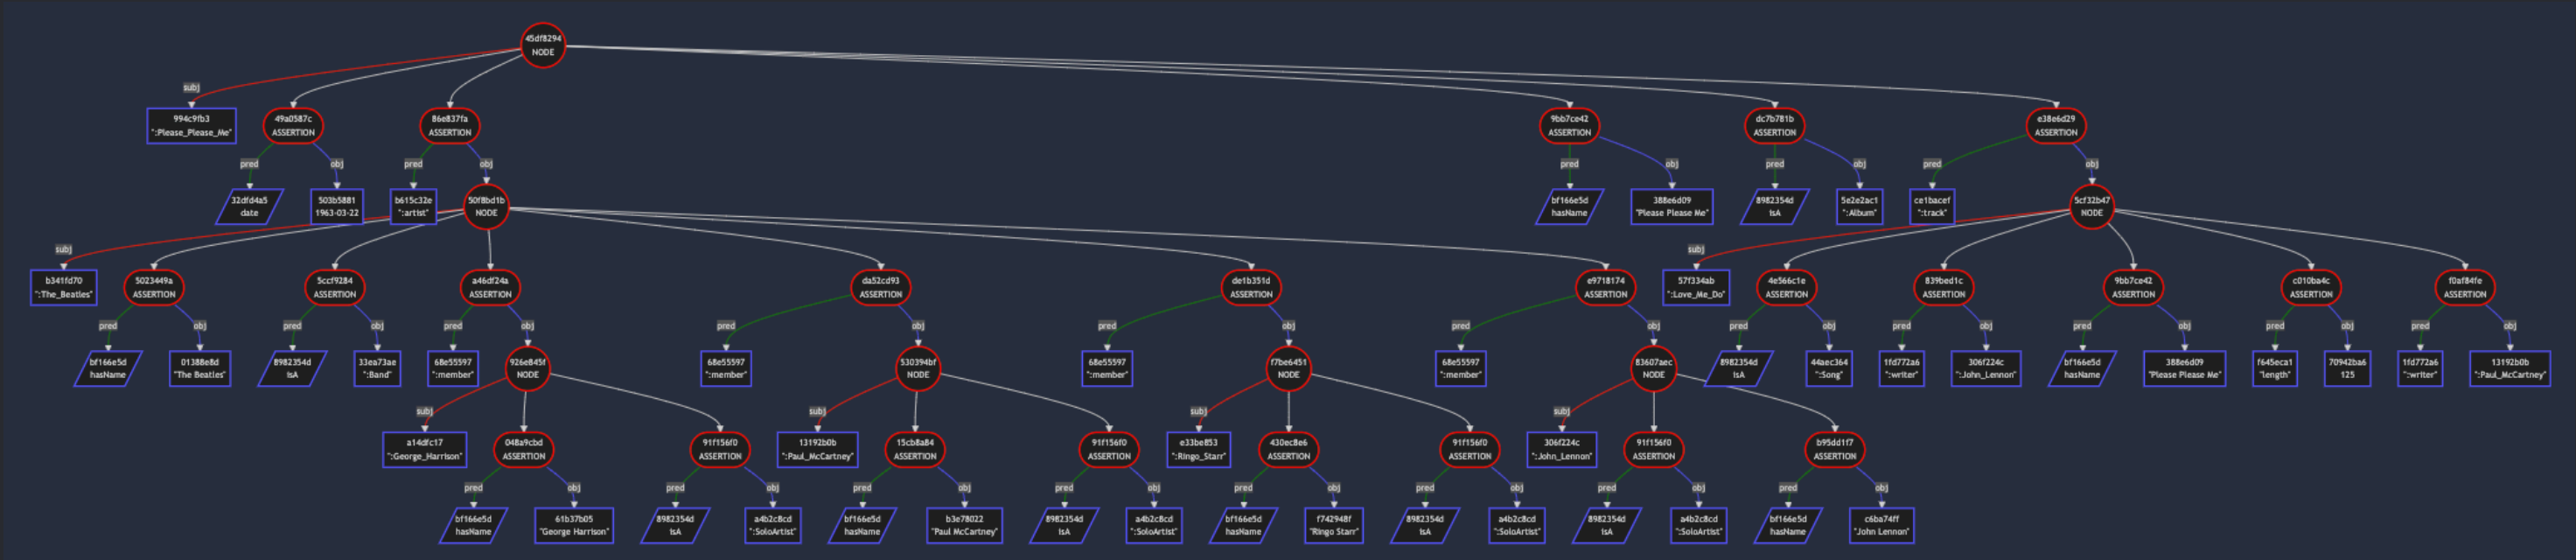 45df8294
NODE
subj
994c9fb3
":Please_Please_Me"
49a0587c
ASSERTION
86e837fa
ASSERTION
9bb7ce42
ASSERTION
dc7b781b
ASSERTION
e38e6d29
ASSERTION
pred
obj
pred
obj
pred
obj
pred
obj
pred
obj
32dfd4a5
date
503b5881
1963-03-22
b615c32e
":artist"
50f8bd1b
NODE
bf166e5d
hasName
388e6d09
"Please Please Me"
8982354d
isA
5e2e2ac1
":Album"
ce1bacef
":track"
5cf32b47
NODE
subj
subj
b341fd70
":The_Beatles"
5023449a
ASSERTION
5ccf9284
ASSERTION
a46df24a
ASSERTION
da52cd93
ASSERTION
de1b351d
ASSERTION
e9718174
ASSERTION
57f334ab
":Love_Me_Do"
4e566c1e
ASSERTION
839bed1c
ASSERTION
9bb7ce42
ASSERTION
c010ba4c
ASSERTION
f0af84fe
ASSERTION
pred
obj
pred
obj
pred
obj
pred
obj
pred
obj
pred
obj
pred
obj
pred
obj
pred
obj
pred
obj
pred
obj
bf166e5d
hasName
01388e8d
"The Beatles"
8982354d
isA
33ea73ae
":Band"
68e55597
":member"
926e845f
NODE
68e55597
":member"
530394bf
NODE
68e55597
":member"
f7be6451
NODE
68e55597
":member"
83607aec
NODE
8982354d
isA
44aec364
":Song"
1fd772a6
":writer"
306f224c
":John_Lennon"
bf166e5d
hasName
388e6d09
"Please Please Me"
f645eca1
"length"
70942ba6
125
1fd772a6
":writer"
13192b0b
":Paul_McCartney"
subj
subj
subj
subj
a14dfc17
":George_Harrison"
048a9cbd
ASSERTION
91f156f0
ASSERTION
13192b0b
":Paul_McCartney"
15cb8a84
ASSERTION
91f156f0
ASSERTION
e33be853
":Ringo_Starr"
430ec8e6
ASSERTION
91f156f0
ASSERTION
306f224c
":John_Lennon"
91f156f0
ASSERTION
b95dd1f7
ASSERTION
pred
obj
pred
obj
pred
obj
pred
obj
pred
obj
pred
obj
pred
obj
pred
obj
bf166e5d
hasName
61b37b05
"George Harrison"
8982354d
isA
a4b2c8cd
":SoloArtist"
bf166e5d
hasName
b3e78022
"Paul McCartney"
8982354d
isA
a4b2c8cd
":SoloArtist"
bf166e5d
hasName
f742948f
"Ringo Starr"
8982354d
isA
a4b2c8cd
":SoloArtist"
8982354d
isA
a4b2c8cd
":SoloArtist"
bf166e5d
hasName
c6ba74ff
"John Lennon"